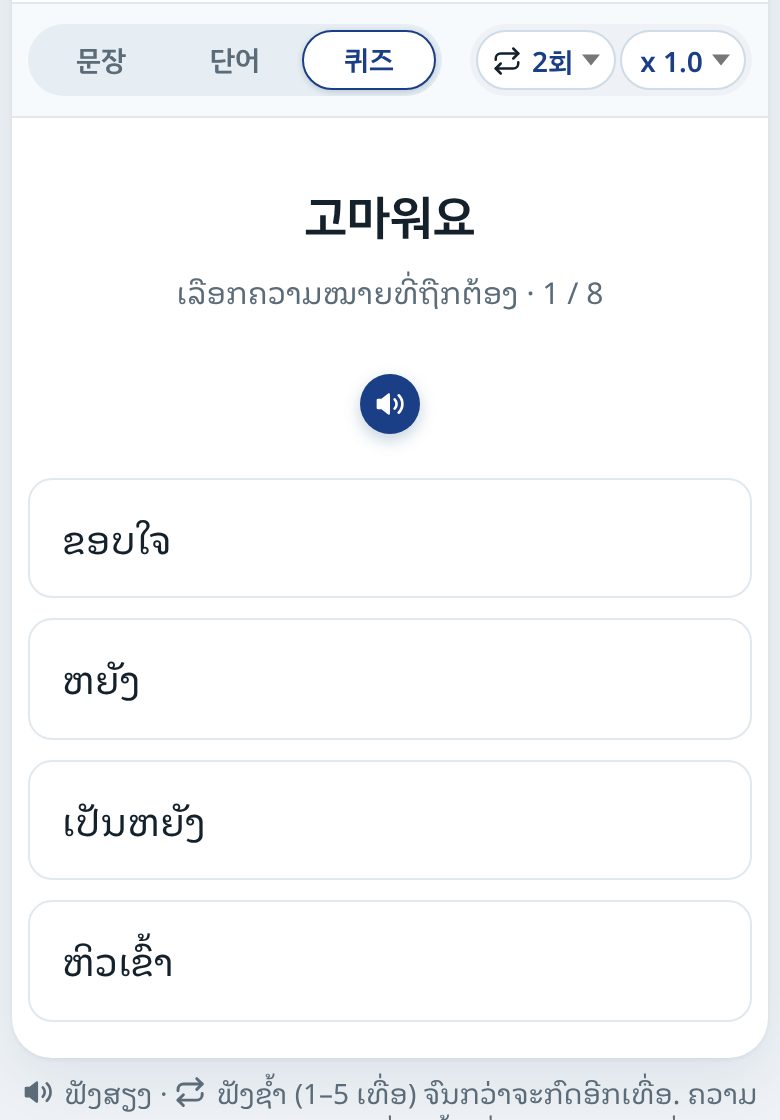 문장 단어 퀴즈 2회 x 1.0
고마워요
ເລືອກຄວາມໝາຍທີ່ຖືກຕ້ອງ · 1 / 8
ຂອບໃຈ
ຫຍັງ
ເປັນຫຍັງ
ຫິວເຂົ້າ
ຟັງສຽງ · ຟັງຊ້ຳ (1–5 ເທື່ອ) ຈົນກວ່າຈະກົດອີກເທື່ອ. ຄວາມ